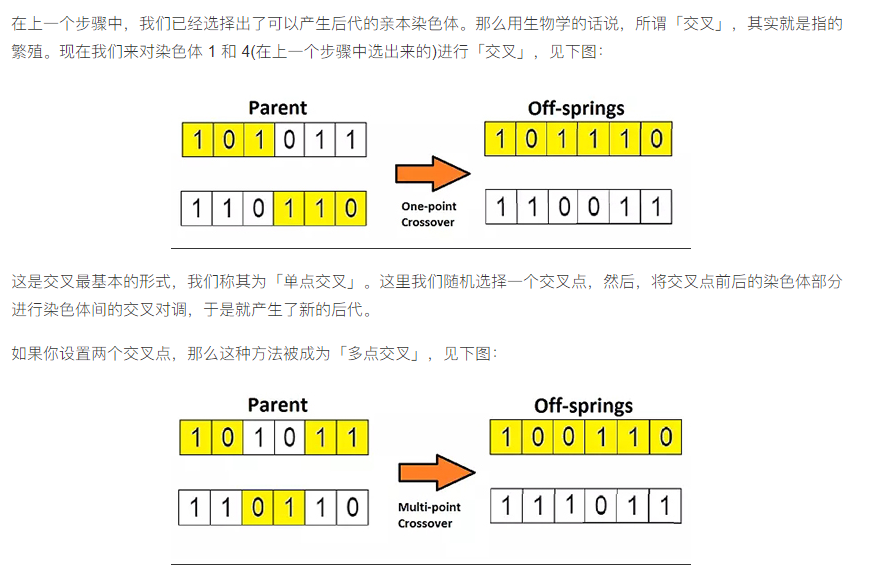 在上一个步骤中，我们已经选择出了可以产生后代的亲本染色体。那么用生物学的话说，所谓「交叉」，其实就是指的
繁殖。现在我们来对染色体 1 和 4(在上一个步骤中选出来的)进行「交叉」，见下图：
Parent
Off-springs
1 0 1 0 1 1
1 0 1 1 1 0
One-point
Crossover
1 1 0 1 1 0
1 1 0 0 1 1
这是交叉最基本的形式，我们称其为「单点交叉」。这里我们随机选择一个交叉点，然后，将交叉点前后的染色体部分
进行染色体间的交叉对调，于是就产生了新的后代。
如果你设置两个交叉点，那么这种方法被成为「多点交叉」，见下图：
Parent
Off-springs
1 0 1 0 1 1
1 0 0 1 1 0
Multi-point
Crossover
1 1 0 1 1 0
1 1 1 0 1 1